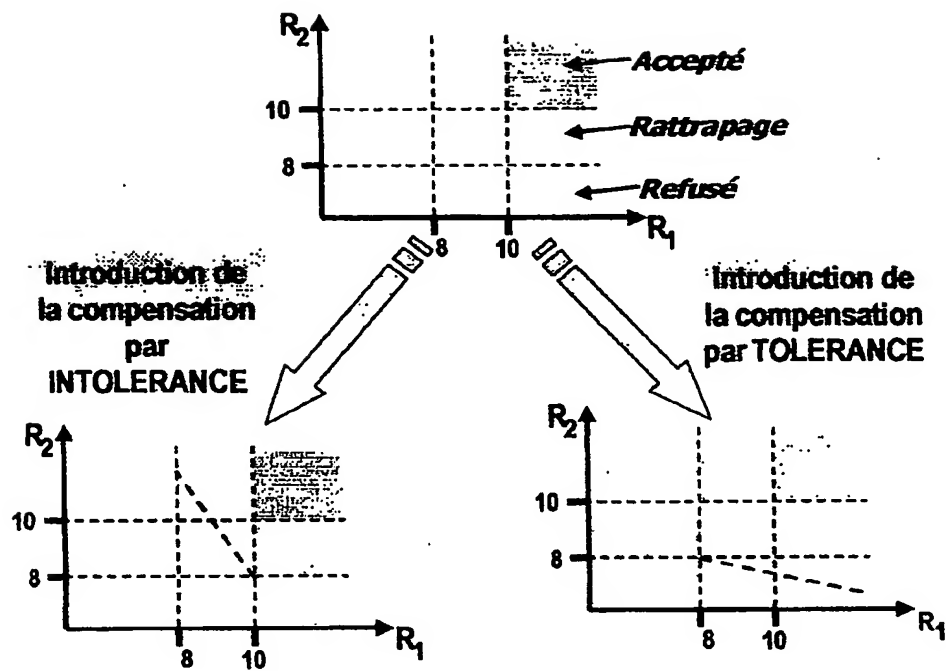 R2
Accepté
10
Rattrapage
8
Refusé
R1
8
10
Introduction de
la compensation
par
INTOLERANCE
Introduction de
la compensation
par TOLERANCE
R2
10
8
R1
8
10
R2
10
8
R1
8
10